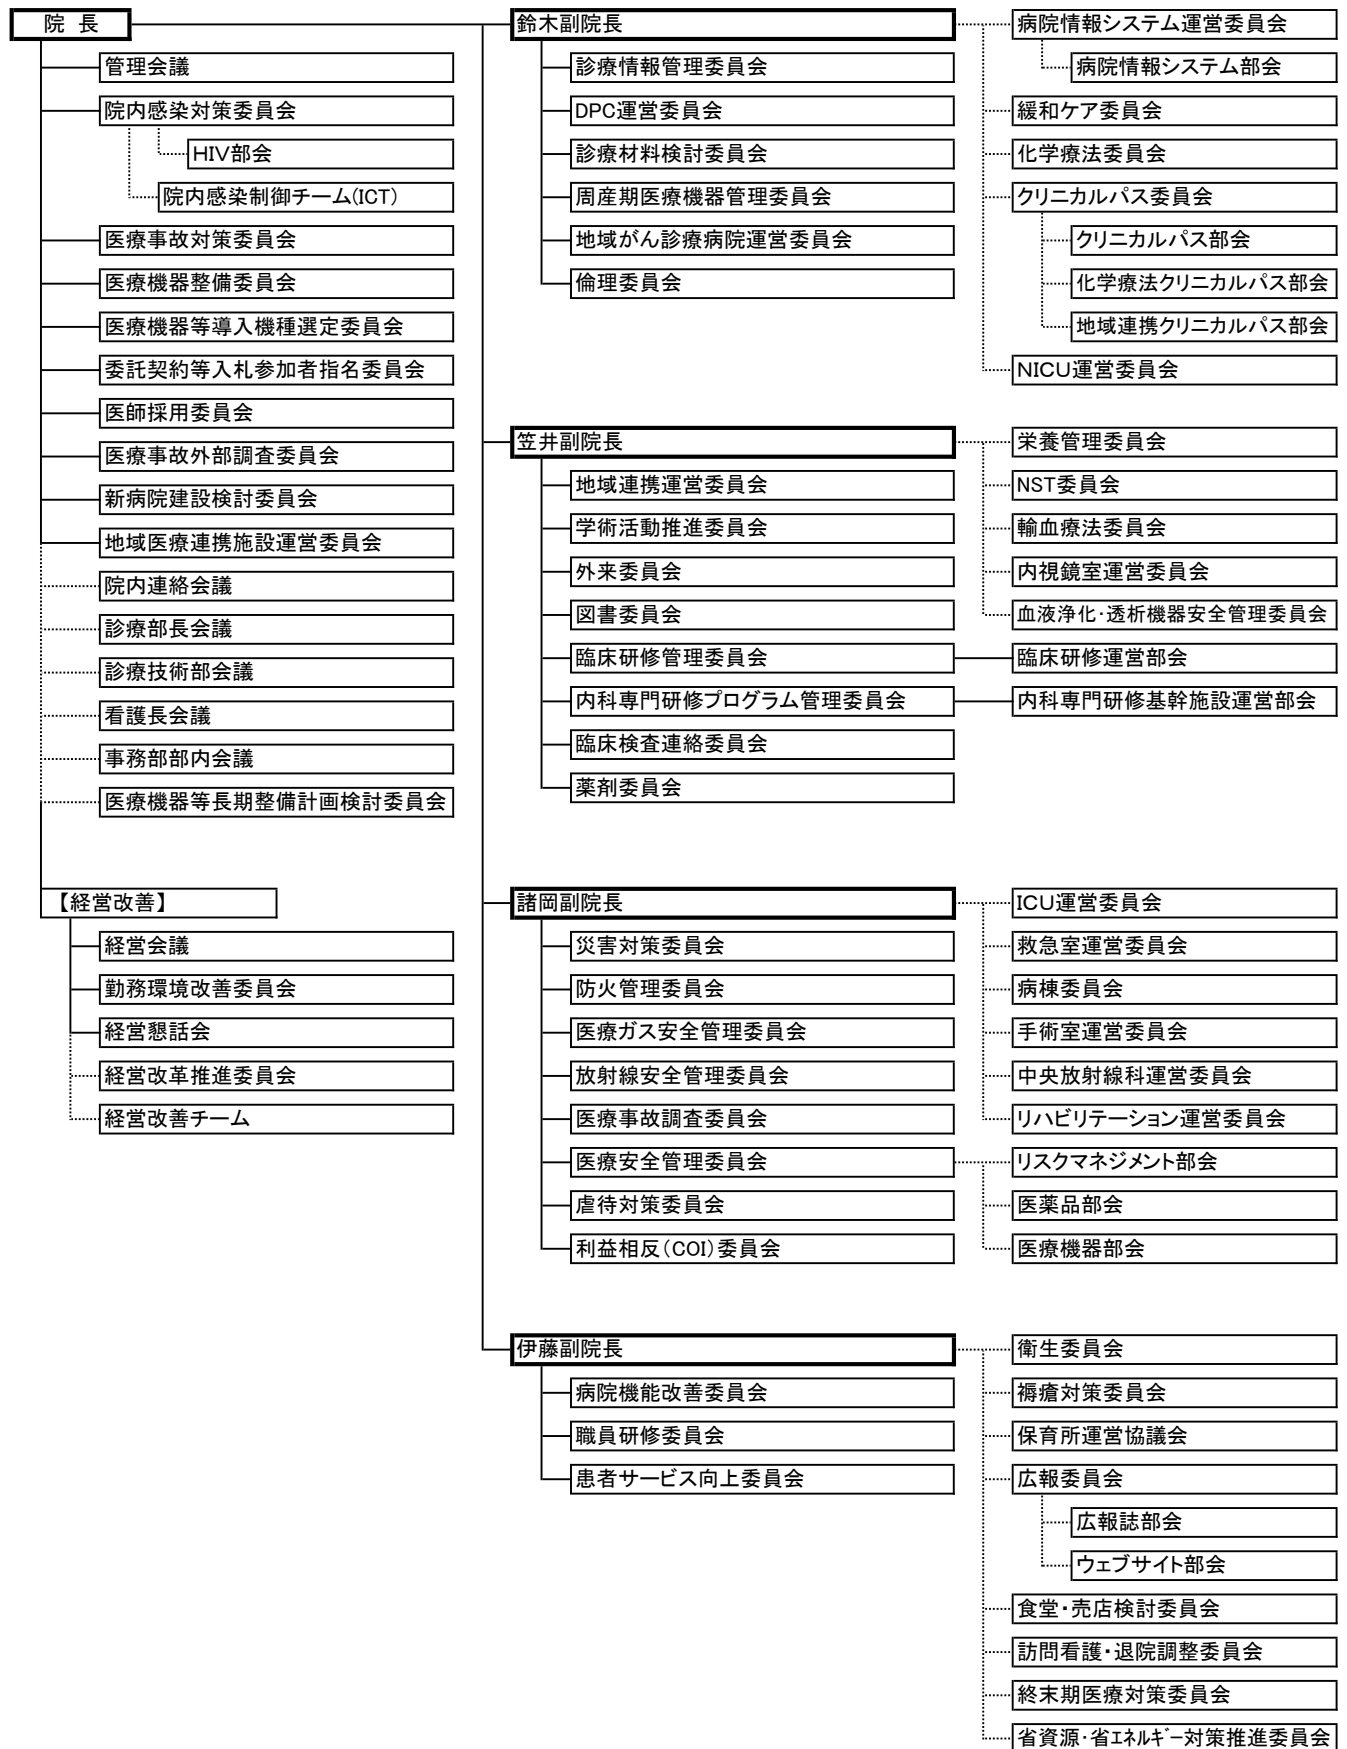 院 長
管理会議
院内感染対策委員会
HIV部会
院内感染制御チーム(ICT)
医療事故対策委員会
医療機器整備委員会
医療機器等導入機種選定委員会
委託契約等入札参加者指名委員会
医師採用委員会
医療事故外部調査委員会
新病院建設検討委員会
地域医療連携施設運営委員会
院内連絡会議
診療部長会議
診療技術部会議
看護長会議
事務部部内会議
医療機器等長期整備計画検討委員会
【経営改善】
経営会議
勤務環境改善委員会
経営懇話会
経営改革推進委員会
経営改善チーム
鈴木副院長
診療情報管理委員会
DPC運営委員会
診療材料検討委員会
周産期医療機器管理委員会
地域がん診療病院運営委員会
倫理委員会
病院情報システム運営委員会
病院情報システム部会
緩和ケア委員会
化学療法委員会
クリニカルパス委員会
クリニカルパス部会
化学療法クリニカルパス部会
地域連携クリニカルパス部会
NICU運営委員会
笠井副院長
地域連携運営委員会
学術活動推進委員会
外来委員会
図書委員会
臨床研修管理委員会
内科専門研修プログラム管理委員会
臨床検査連絡委員会
薬剤委員会
栄養管理委員会
NST委員会
輸血療法委員会
内視鏡室運営委員会
血液浄化・透析機器安全管理委員会
臨床研修運営部会
内科専門研修基幹施設運営部会
諸岡副院長
災害対策委員会
防火管理委員会
医療ガス安全管理委員会
放射線安全管理委員会
医療事故調査委員会
医療安全管理委員会
虐待対策委員会
利益相反(COI)委員会
ICU運営委員会
救急室運営委員会
病棟委員会
手術室運営委員会
中央放射線科運営委員会
リハビリテーション運営委員会
リスクマネジメント部会
医薬品部会
医療機器部会
伊藤副院長
病院機能改善委員会
職員研修委員会
患者サービス向上委員会
衛生委員会
褥瘡対策委員会
保育所運営協議会
広報委員会
広報誌部会
ウェブサイト部会
食堂・売店検討委員会
訪問看護・退院調整委員会
終末期医療対策委員会
省資源・省エネルギー対策推進委員会